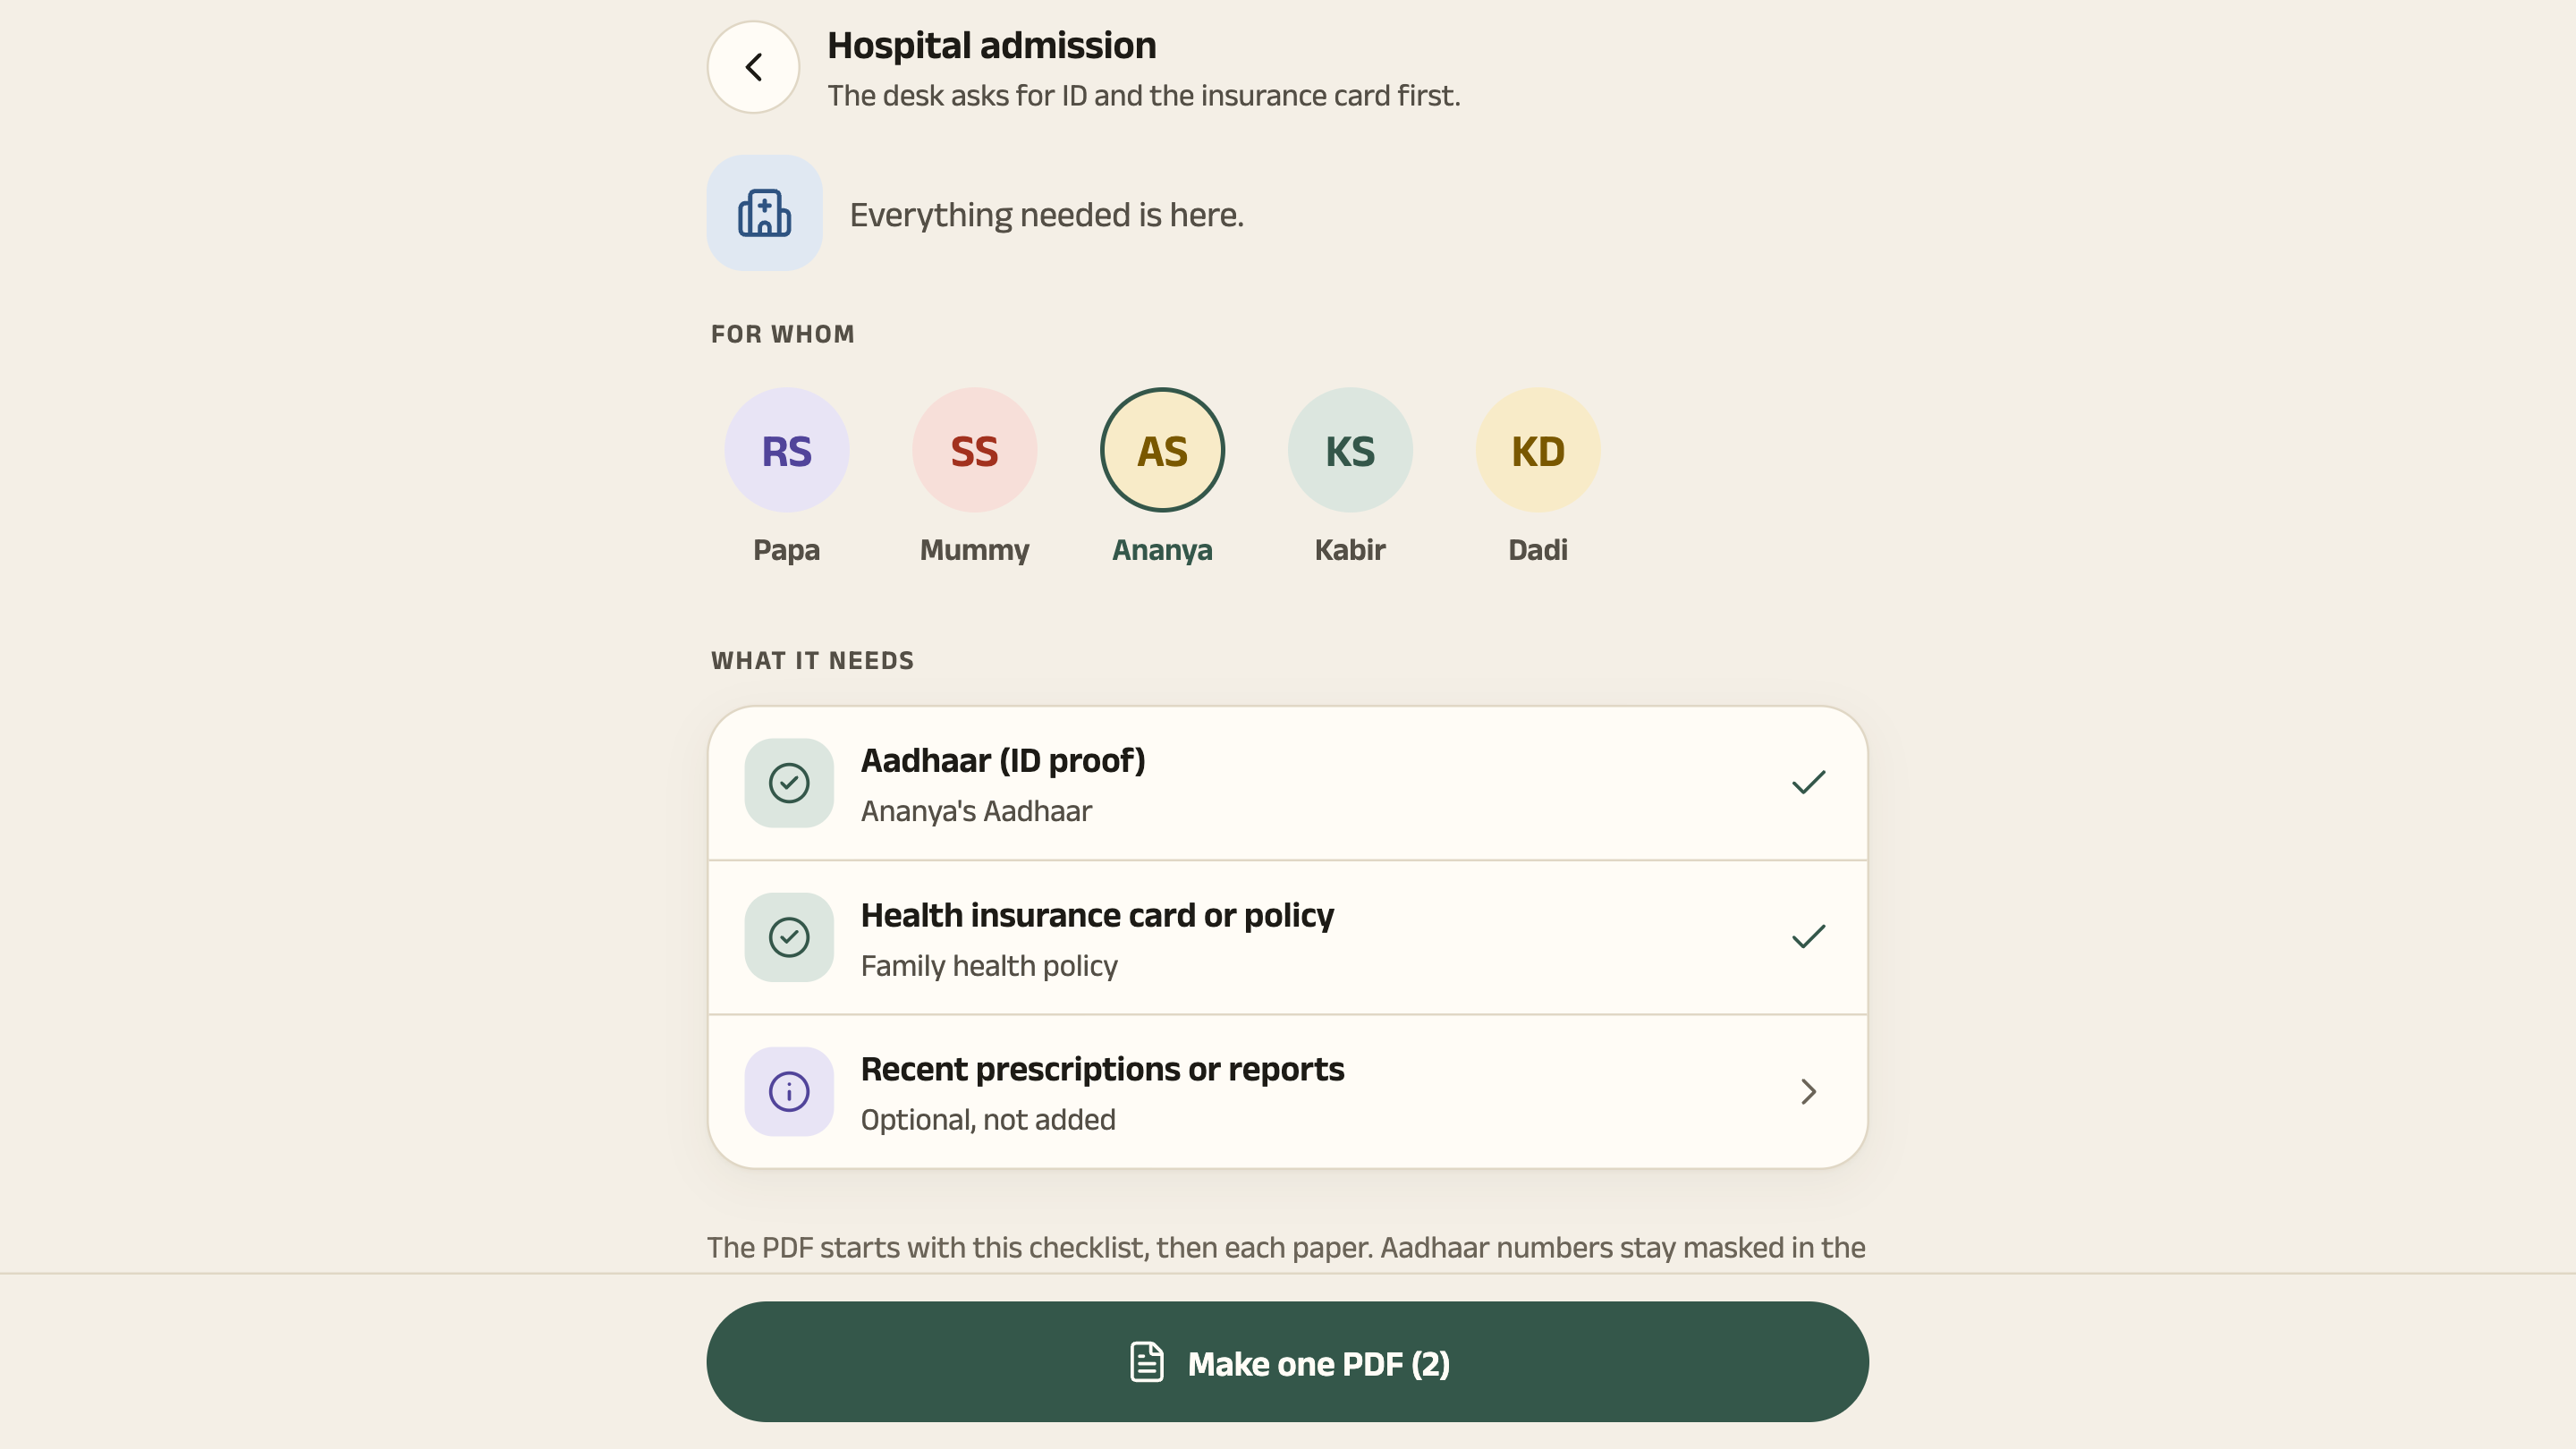 Hospital admission
The desk asks for ID and the insurance card first.
Everything needed is here.
FOR WHOM
RS
SS
AS
KS
KD
Papa
Mummy
Ananya
Kabir
Dadi
WHAT IT NEEDS
Aadhaar (ID proof)
Ananya's Aadhaar
Health insurance card or policy
Family health policy
Recent prescriptions or reports
Optional, not added
The PDF starts with this checklist, then each paper. Aadhaar numbers stay masked in the
Make one PDF (2)